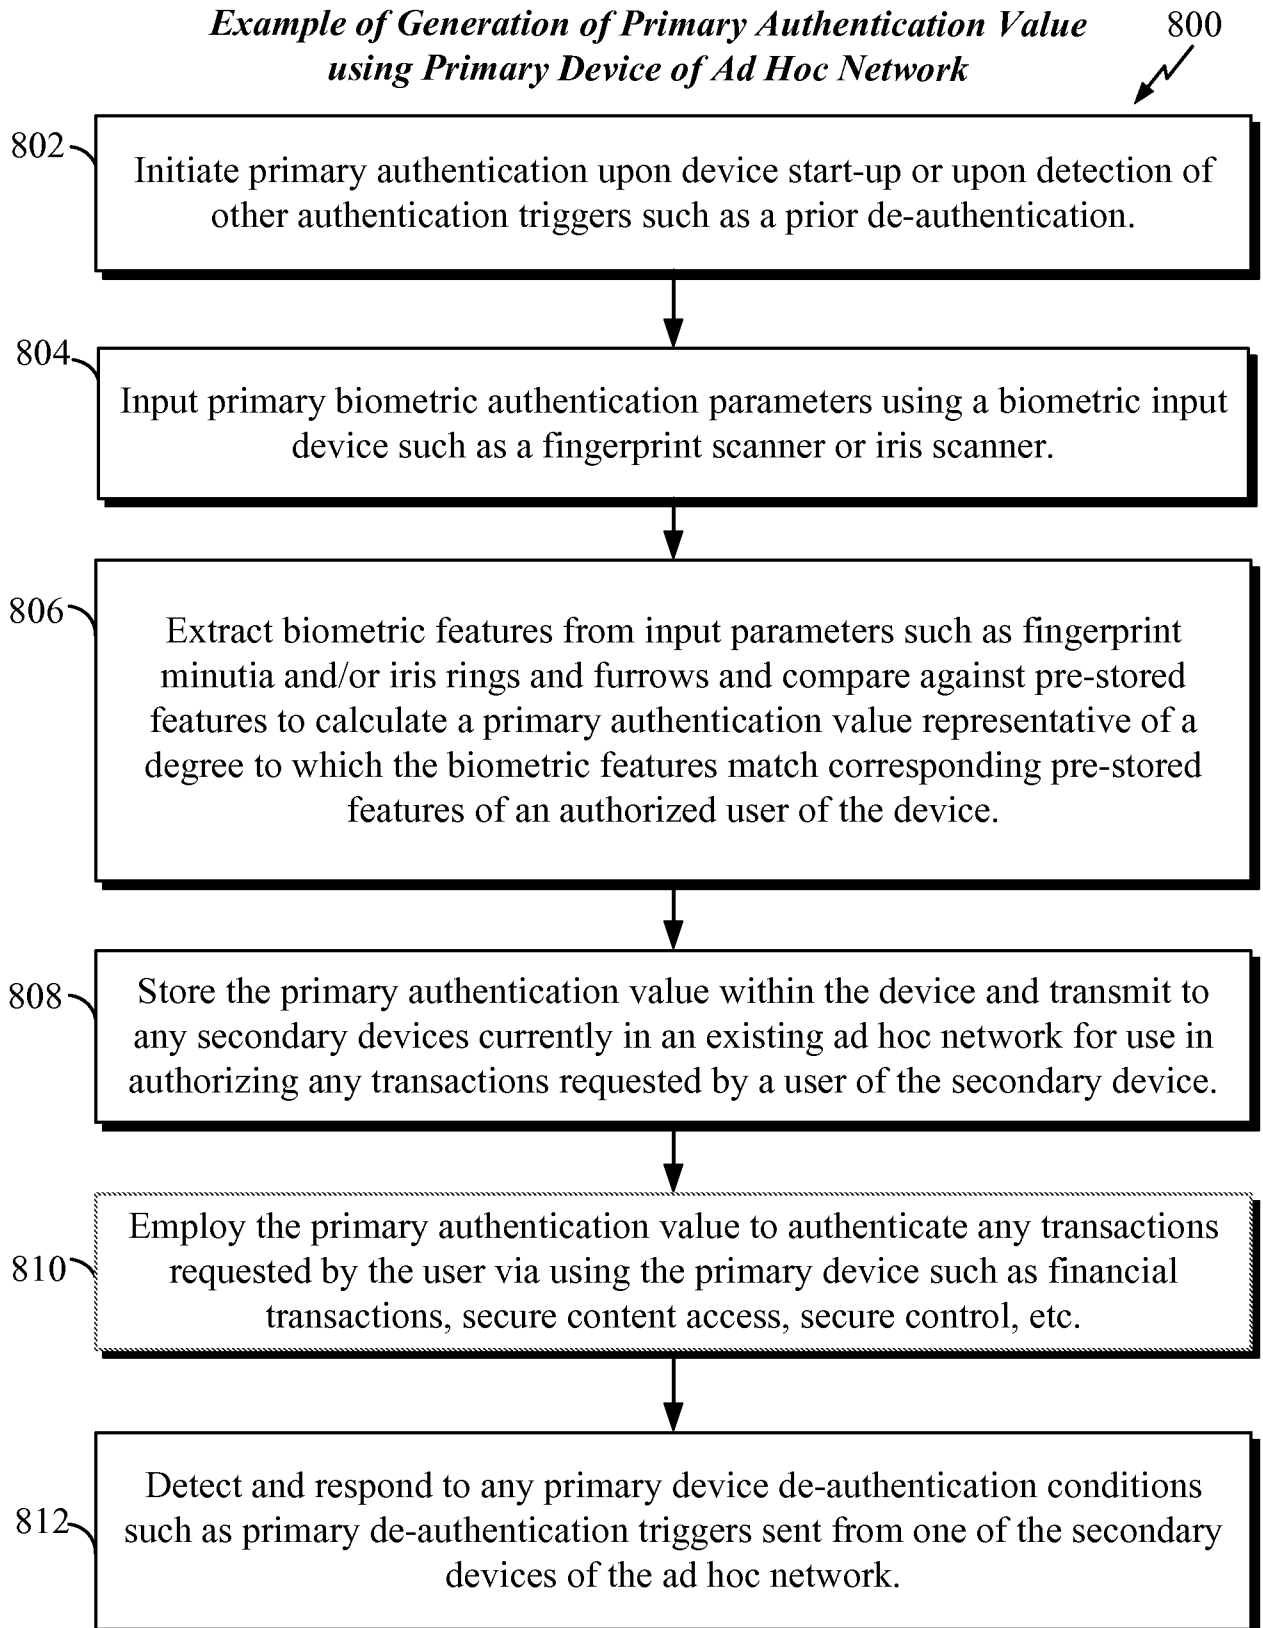 Example of Generation of Primary Authentication Value
using Primary Device of Ad Hoc Network
800
802
Initiate primary authentication upon device start-up or upon detection of
other authentication triggers such as a prior de-authentication.
804
Input primary biometric authentication parameters using a biometric input
device such as a fingerprint scanner or iris scanner.
806
Extract biometric features from input parameters such as fingerprint
minutia and/or iris rings and furrows and compare against pre-stored
features to calculate a primary authentication value representative of a
degree to which the biometric features match corresponding pre-stored
features of an authorized user of the device.
808
Store the primary authentication value within the device and transmit to
any secondary devices currently in an existing ad hoc network for use in
authorizing any transactions requested by a user of the secondary device.
810
Employ the primary authentication value to authenticate any transactions
requested by the user via using the primary device such as financial
transactions, secure content access, secure control, etc.
812
Detect and respond to any primary device de-authentication conditions
such as primary de-authentication triggers sent from one of the secondary
devices of the ad hoc network.